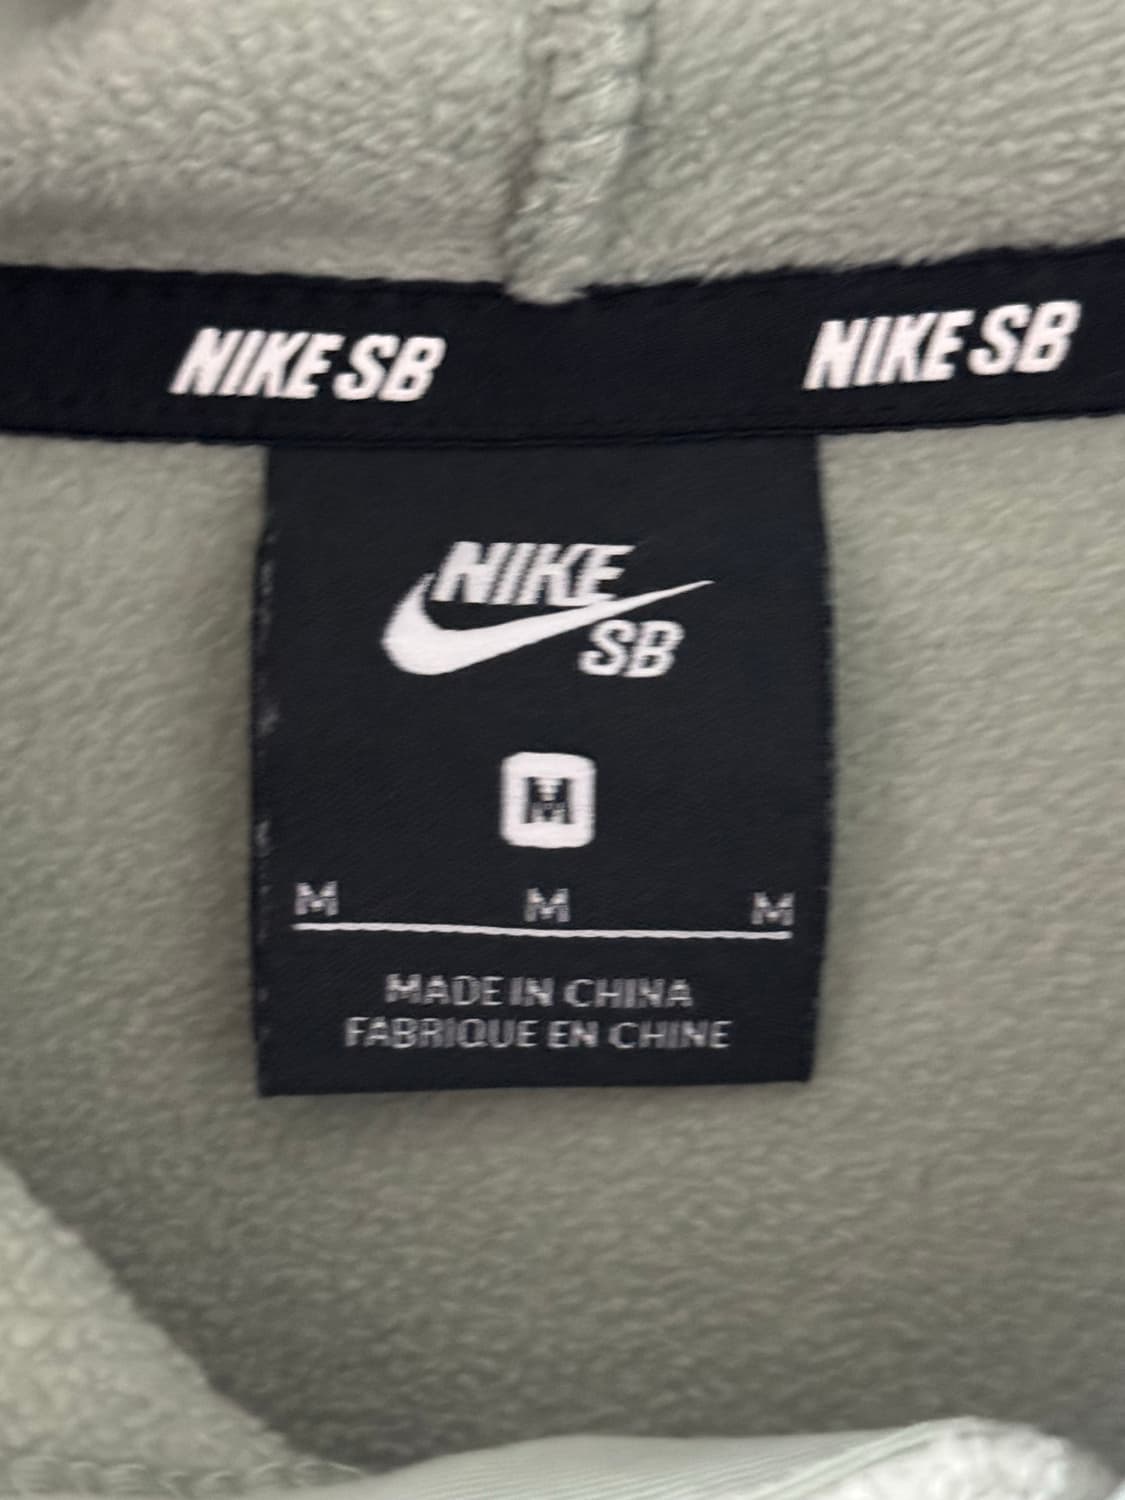 NIKE SB NIKE SB
NIKE
SB
M
M M M
MADE IN CHINA
FABRIQUE EN CHINE